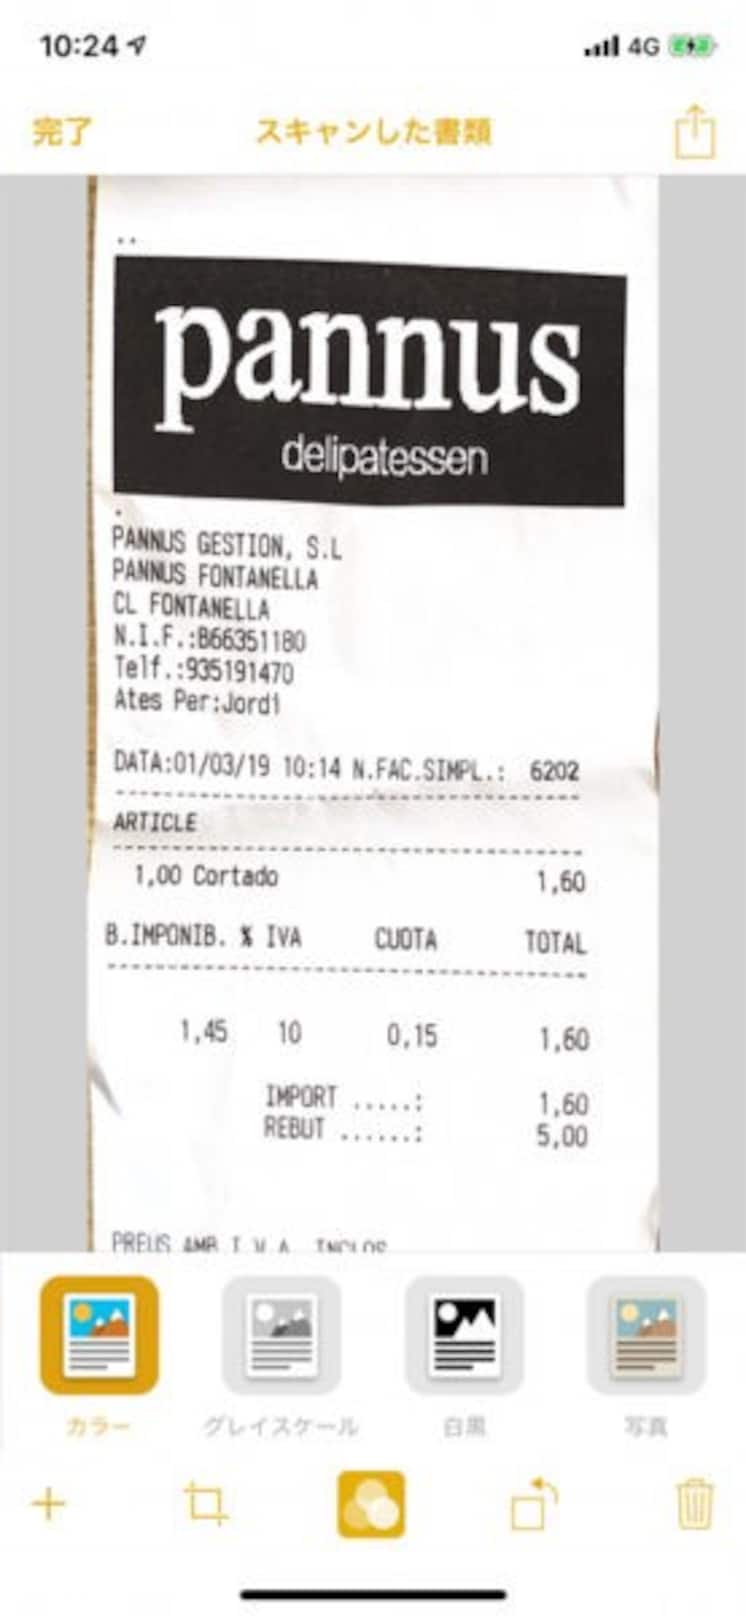 10:24 4G
完了 スキャンした書類
pannus
delipatessen
PANNUS GESTION, S.L
PANNUS FONTANELLA
CL FONTANELLA
N.I.F.:B66351180
Telf.:935191470
Ates Per:Jordi
DATA:01/03/19 10:14 N.FAC.SIMPL.: 6202
ARTICLE
1,00 Cortado 1,60
B.IMPONIB. % IVA CUOTA TOTAL
1,45 10 0,15 1,60
IMPORT .....: 1,60
REBUT ......: 5,00
PREUS AMB I.V.A. INCLOS
カラー グレイスケール 白黒 写真